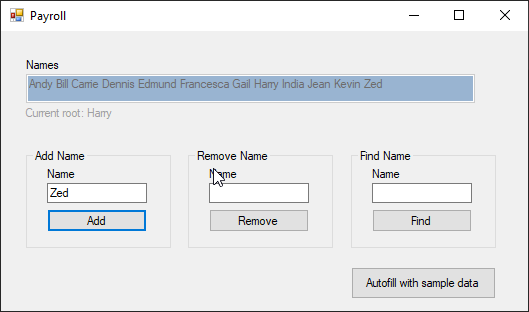 Payroll
Names
Andy Bill Carrie Dennis Edmund Francesca Gail Harry India Jean Kevin Zed
Current root: Harry
Add Name
Name
Zed
Add
Remove Name
Name
Remove
Find Name
Name
Find
Autofill with sample data